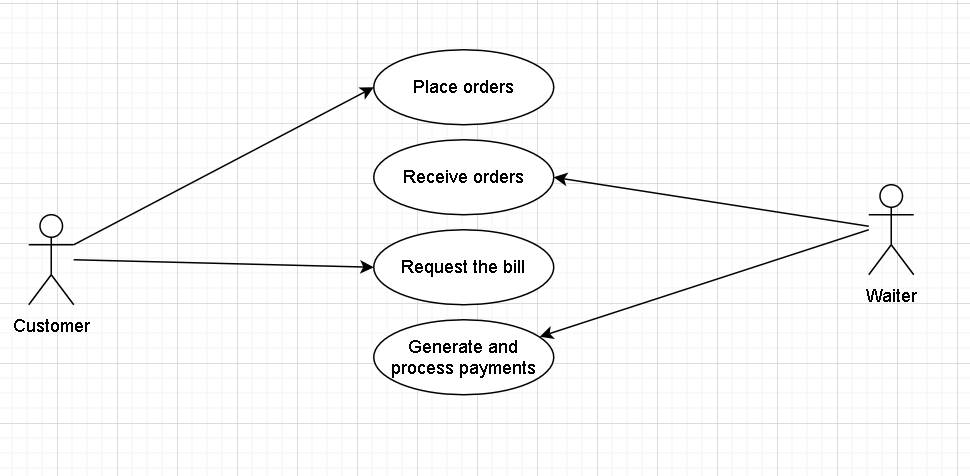 Place orders
Receive orders
Request the bill
Generate and
process payments
Customer
Waiter